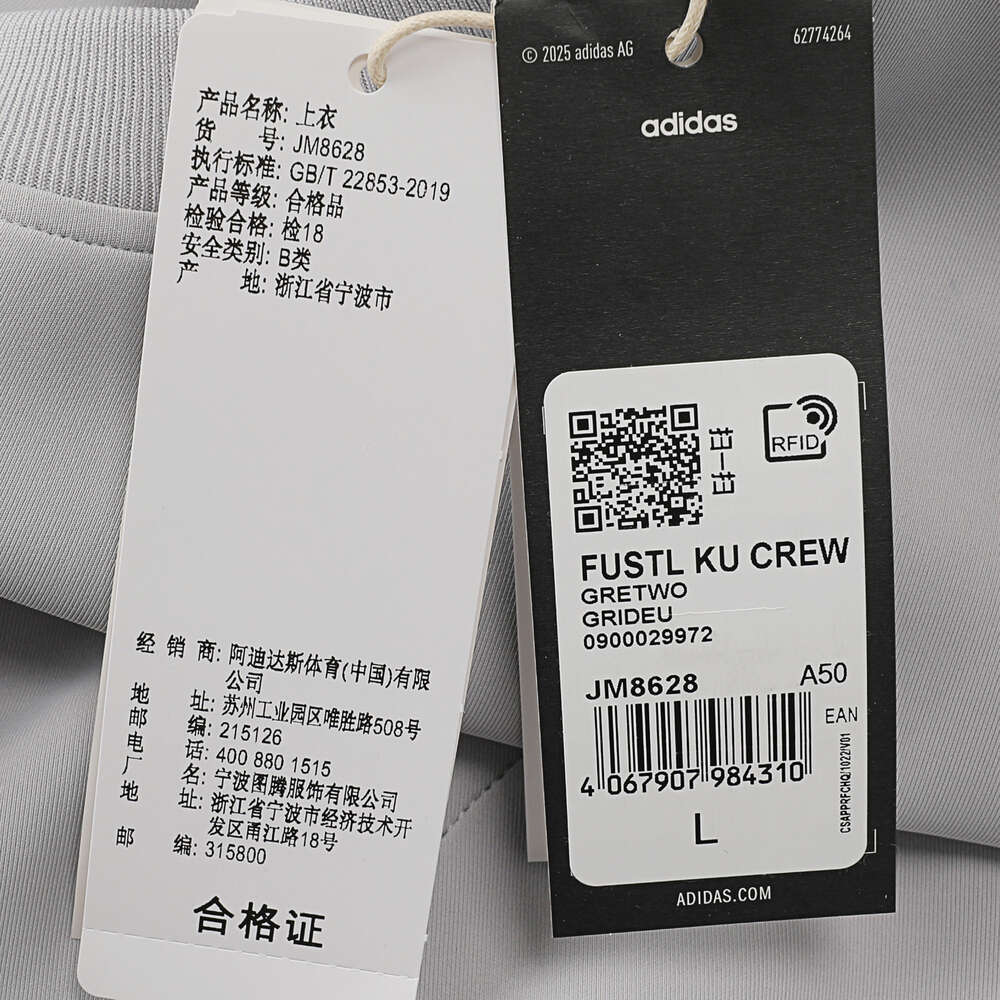 产品名称: 上衣
货 号: JM8628
执行标准: GB/T 22853-2019
产品等级: 合格品
检验合格: 检18
安全类别: B类
产 地: 浙江省宁波市
经 销 商: 阿迪达斯体育(中国)有限
公司
地 址: 苏州工业园区唯胜路508号
邮 编: 215126
电 话: 400 880 1515
厂 名: 宁波图腾服饰有限公司
地 址: 浙江省宁波市经济技术开
发区甬江路18号
邮 编: 315800
合格证
© 2025 adidas AG
62774264
adidas
扫一扫
RFID
FUSTL KU CREW
GRETWO
GRIDEU
0900029972
JM8628
A50
EAN
4 067907 984310
CSAPPRFCHQ/1022/V01
L
ADIDAS.COM